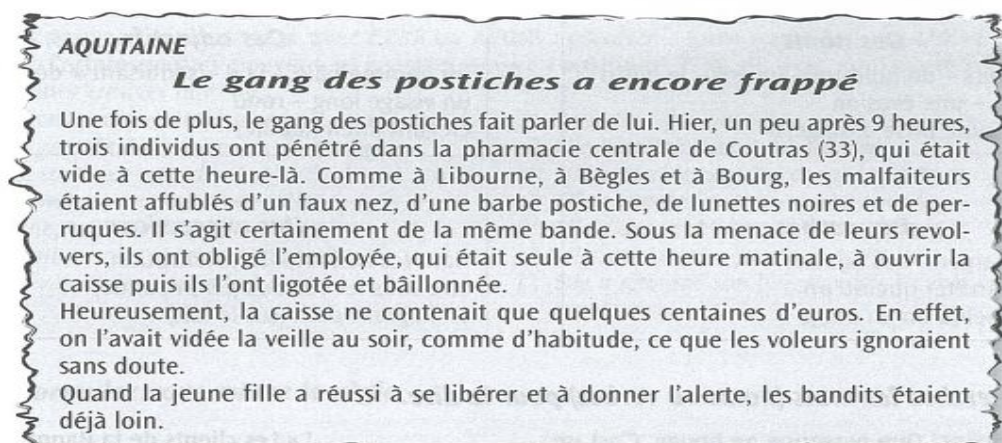 AQUITAINE
Le gang des postiches a encore frappé
Une fois de plus, le gang des postiches fait parler de lui. Hier, un peu après 9 heures,
trois individus ont pénétré dans la pharmacie centrale de Coutras (33), qui était
vide à cette heure-là. Comme à Libourne, à Bègles et à Bourg, les malfaiteurs
étaient affublés d'un faux nez, d'une barbe postiche, de lunettes noires et de per-
ruques. Il s'agit certainement de la même bande. Sous la menace de leurs revol-
vers, ils ont obligé l'employée, qui était seule à cette heure matinale, à ouvrir la
caisse puis ils l'ont ligotée et bâillonnée.
Heureusement, la caisse ne contenait que quelques centaines d'euros. En effet,
on l'avait vidée la veille au soir, comme d'habitude, ce que les voleurs ignoraient
sans doute.
Quand la jeune fille a réussi à se libérer et à donner l'alerte, les bandits étaient
déjà loin.